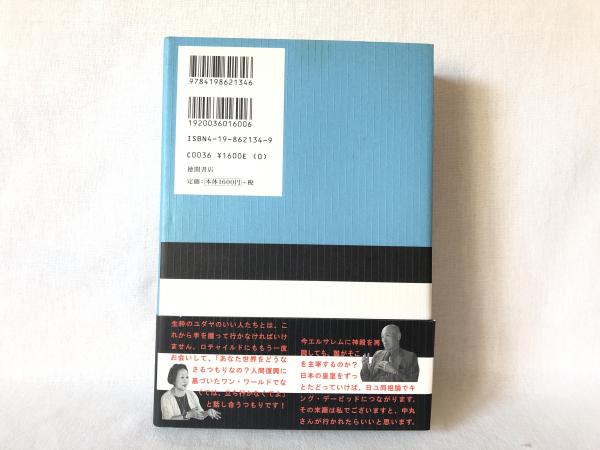 9784198621346
1920036016006
ISBN4-19-862134-9
C0036 ¥1600E (0)
徳間書店
定価:本体1600円+税
生粋のユダヤのいい人たちとは、こ
れから手を握って行かなければいけ
ません。ロチャイルドにももう一度
お会いして、「あなた世界をどうな
さるつもりなの?人間復興に
基づいたワン・ワールドでな
くては、立ち行かなくてよ」
と話し合うつもりです!
今エルサレムに神殿を再
興しても、誰がそこ
を主宰するのか?
日本の皇室をずっ
とたどっていけば、日ユ同祖論でキ
ング・デービッドにつながります。
その末裔は私でございますと、中丸
さんが行かれたらいいと思います。